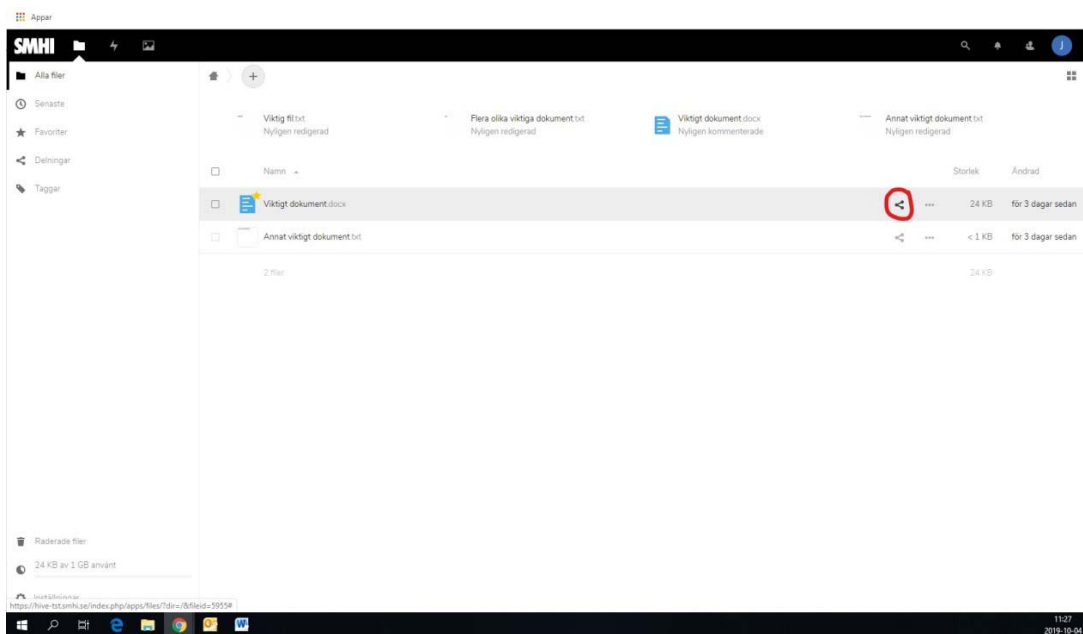 Appar
SMHI
J
Alla filer
Senaste
Favoriter
Delningar
Taggar
Viktig fil.txt
Nyligen redigerad
Flera olika viktiga dokument.txt
Nyligen redigerad
Viktigt dokument.docx
Nyligen kommenterade
Annat viktigt dokument.txt
Nyligen redigerad
Namn
Storlek
Ändrad
Viktigt dokument.docx
24 KB
för 3 dagar sedan
Annat viktigt dokument.txt
< 1 KB
för 3 dagar sedan
2 filer
24 KB
Raderade filer
24 KB av 1 GB använt
Inställningar
https://hive-tst.smhi.se/index.php/apps/files/?dir=/&fileid=5955#
11:27
2019-10-04